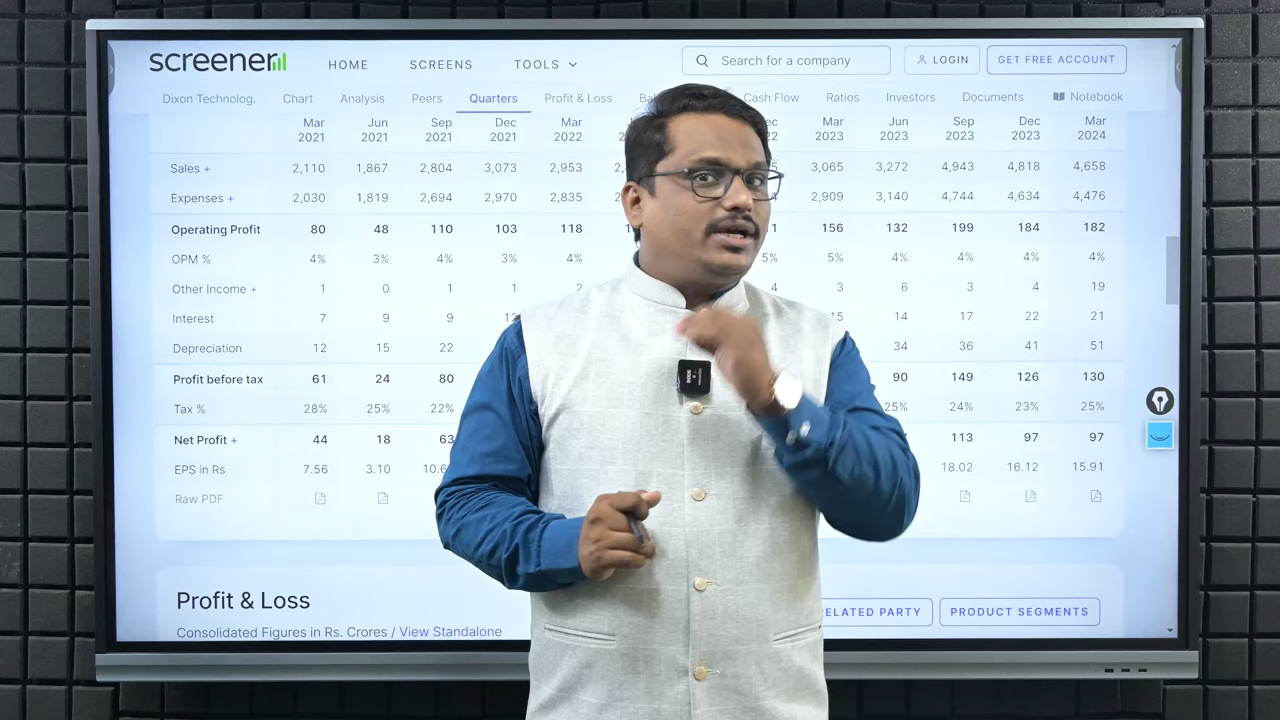 screener HOME SCREENS TOOLS Search for a company LOGIN GET FREE ACCOUNT
Dixon Technolog. Chart Analysis Peers Quarters Profit & Loss Cash Flow Ratios Investors Documents Notebook
Mar 2021 Jun 2021 Sep 2021 Dec 2021 Mar 2022 Mar 2023 Jun 2023 Sep 2023 Dec 2023 Mar 2024
Sales + 2,110 1,867 2,804 3,073 2,953 3,065 3,272 4,943 4,818 4,658
Expenses + 2,030 1,819 2,694 2,970 2,835 2,909 3,140 4,744 4,634 4,476
Operating Profit 80 48 110 103 118 156 132 199 184 182
OPM % 4% 3% 4% 3% 4% 5% 5% 4% 4% 4% 4%
Other Income + 1 0 1 1 2 4 3 6 3 4 19
Interest 7 9 9 14 17 22 21
Depreciation 12 15 22 34 36 41 51
Profit before tax 61 24 80 90 149 126 130
Tax % 28% 25% 22% 25% 24% 23% 25%
Net Profit + 44 18 63 113 97 97
EPS in Rs 7.56 3.10 18.02 16.12 15.91
Raw PDF
Profit & Loss
RELATED PARTY PRODUCT SEGMENTS
Consolidated Figures in Rs. Crores / View Standalone